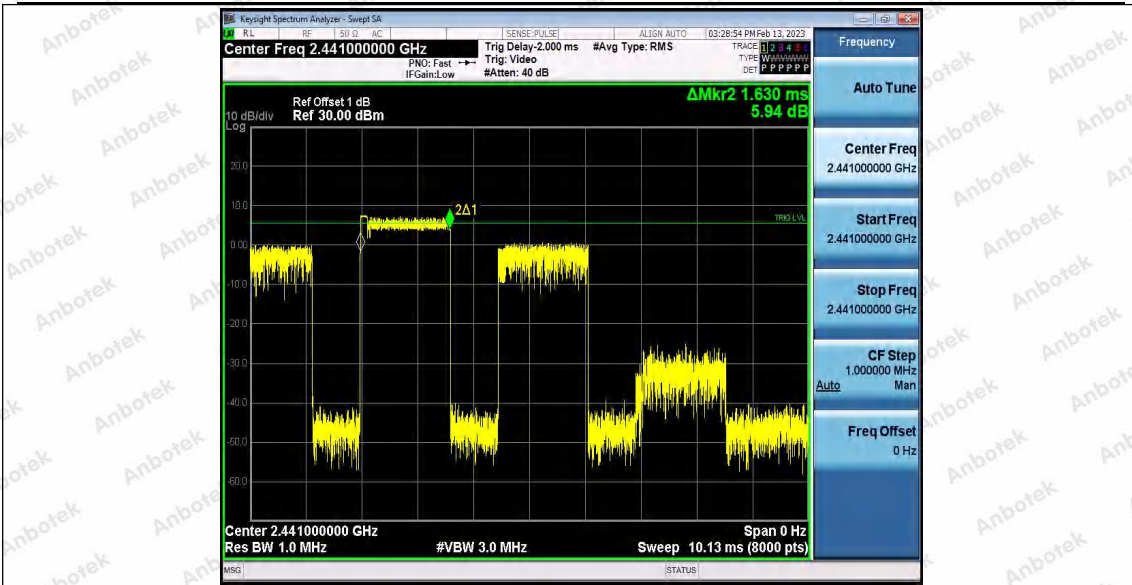 Keysight Spectrum Analyzer - Swept SA
RL RF 50 Ω AC SENSE:PULSE ALIGN AUTO 03:28:54 PM Feb 13, 2023
Center Freq 2.441000000 GHz
PNO: Fast
IFGain:Low
Trig Delay-2.000 ms
Trig: Video
#Atten: 40 dB
#Avg Type: RMS
TRACE 1 2 3 4 5 6
TYPE WWWWWW
DET P P P P P P
ΔMkr2 1.630 ms
5.94 dB
10 dB/div
Log
Ref Offset 1 dB
Ref 30.00 dBm
20.0
10.0
0.00
-10.0
-20.0
-30.0
-40.0
-50.0
-60.0
2Δ1
TRIG LVL
Center 2.441000000 GHz
Span 0 Hz
Res BW 1.0 MHz
#VBW 3.0 MHz
Sweep 10.13 ms (8000 pts)
MSG
STATUS
Frequency
Auto Tune
Center Freq
2.441000000 GHz
Start Freq
2.441000000 GHz
Stop Freq
2.441000000 GHz
CF Step
1.000000 MHz
Auto Man
Freq Offset
0 Hz
Anbotek